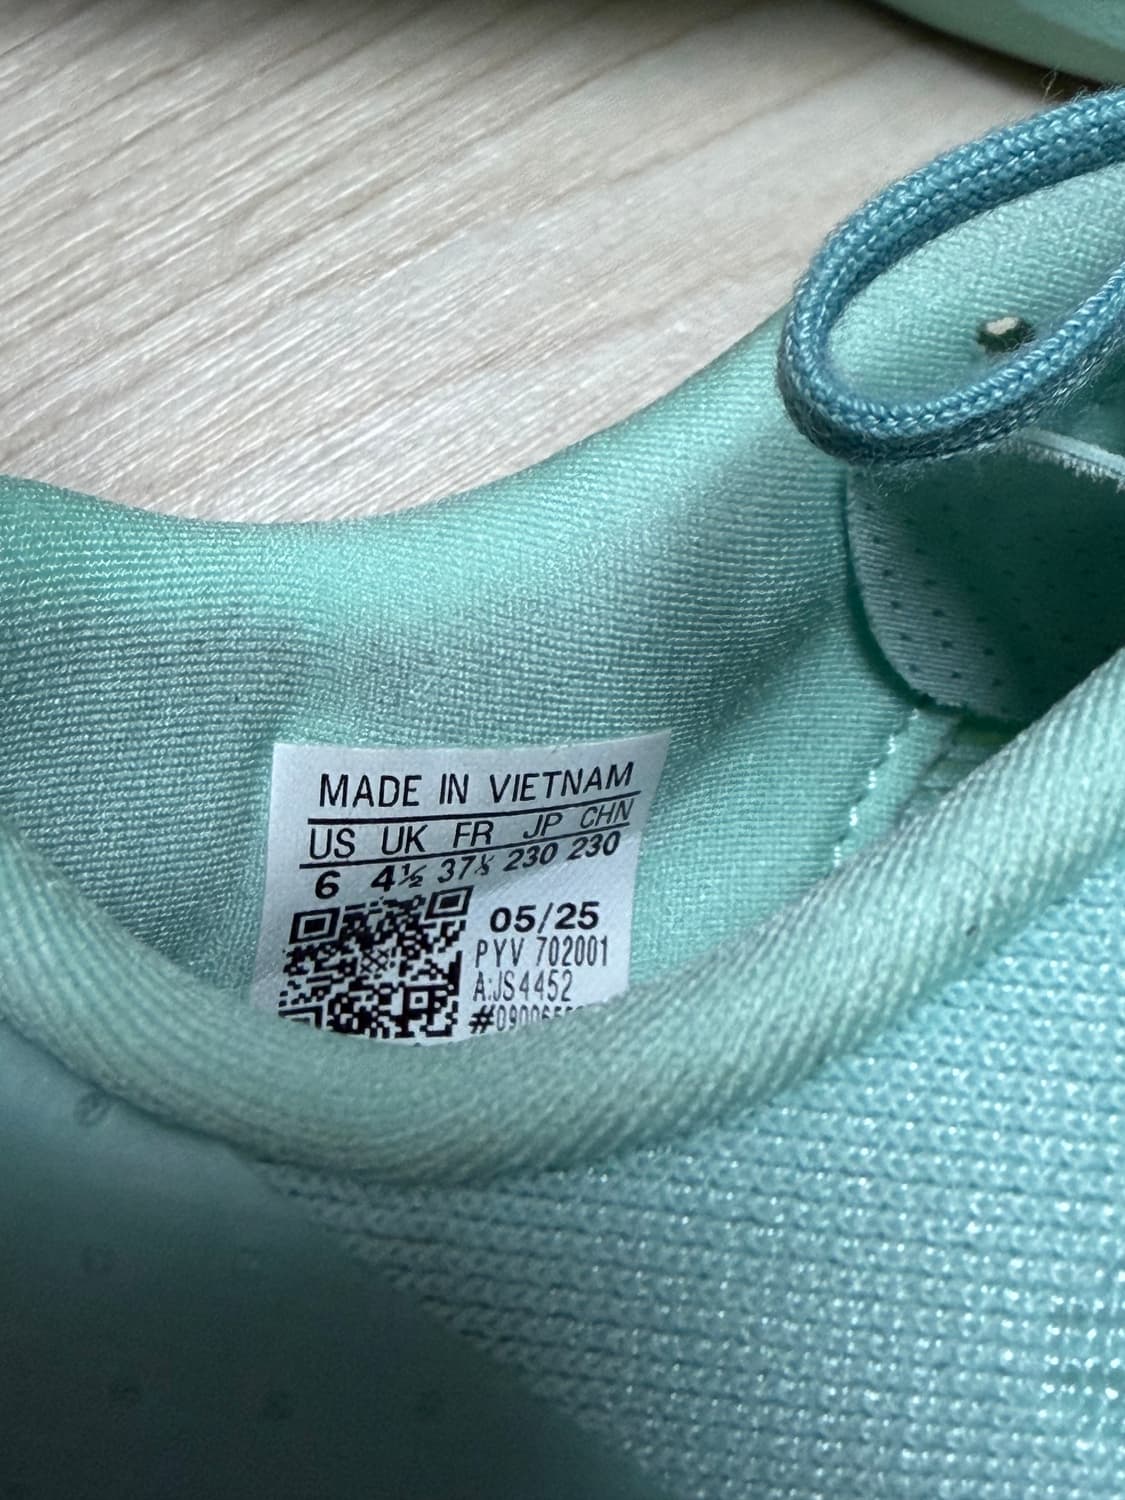 MADE IN VIETNAM
US UK FR JP CHN
6 4½ 37⅓ 230 230
05/25
PYV 702001
A:JS4452